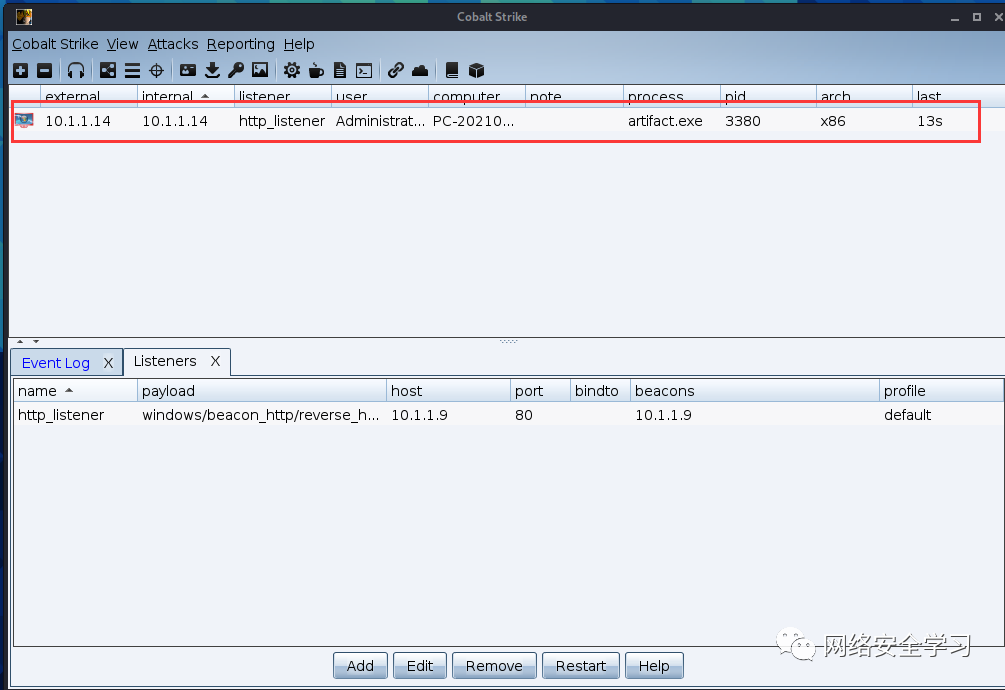 Cobalt Strike
Cobalt Strike View Attacks Reporting Help
external internal listener user computer note process pid arch last
10.1.1.14 10.1.1.14 http_listener Administrat... PC-20210... artifact.exe 3380 x86 13s
Event Log X Listeners X
name payload host port bindto beacons profile
http_listener windows/beacon_http/reverse_h... 10.1.1.9 80 10.1.1.9 default
网络安全学习
Add Edit Remove Restart Help